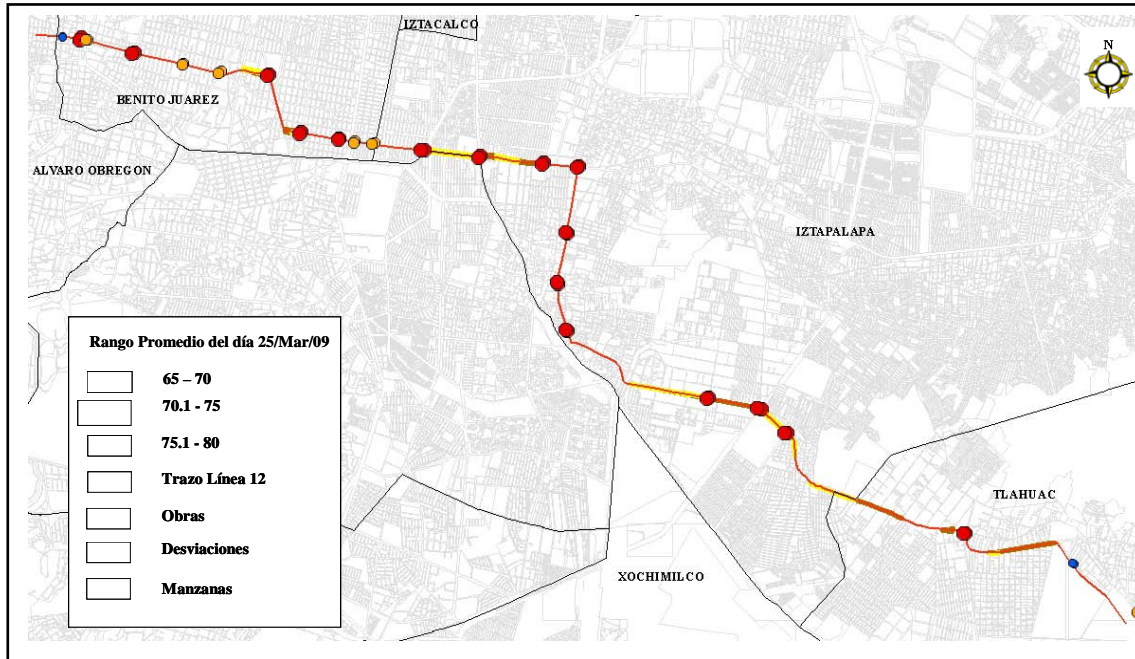 IZTACALCO
N
BENITO JUAREZ
ALVARO OBREGON
IZTAPALAPA
Rango Promedio del día 25/Mar/09
65 – 70
70.1 - 75
75.1 - 80
Trazo Línea 12
Obras
Desviaciones
Manzanas
TLAHUAC
XOCHIMILCO